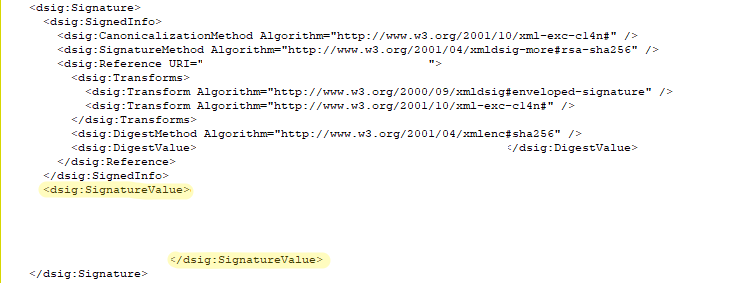 <dsig:Signature>
<dsig:SignedInfo>
<dsig:CanonicalizationMethod Algorithm="http://www.w3.org/2001/10/xml-exc-c14n#" />
<dsig:SignatureMethod Algorithm="http://www.w3.org/2001/04/xmldsig-more#rsa-sha256" />
<dsig:Reference URI=" ">
<dsig:Transforms>
<dsig:Transform Algorithm="http://www.w3.org/2000/09/xmldsig#enveloped-signature" />
<dsig:Transform Algorithm="http://www.w3.org/2001/10/xml-exc-c14n#" />
</dsig:Transforms>
<dsig:DigestMethod Algorithm="http://www.w3.org/2001/04/xmlenc#sha256" />
<dsig:DigestValue> </dsig:DigestValue>
</dsig:Reference>
</dsig:SignedInfo>
<dsig:SignatureValue>
</dsig:SignatureValue>
</dsig:Signature>